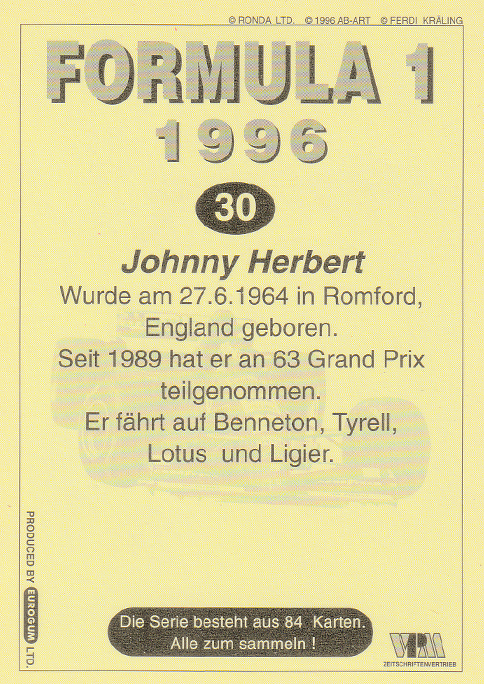 © RONDA LTD. © 1996 AB-ART © FERDI KRÄLING
FORMULA 1
1996
30
Johnny Herbert
Wurde am 27.6.1964 in Romford,
England geboren.
Seit 1989 hat er an 63 Grand Prix
teilgenommen.
Er fährt auf Benneton, Tyrell,
Lotus und Ligier.
PRODUCED BY EUROGUM LTD.
Die Serie besteht aus 84 Karten.
Alle zum sammeln !
VPM
ZEITSCHRIFTENVERTRIEB